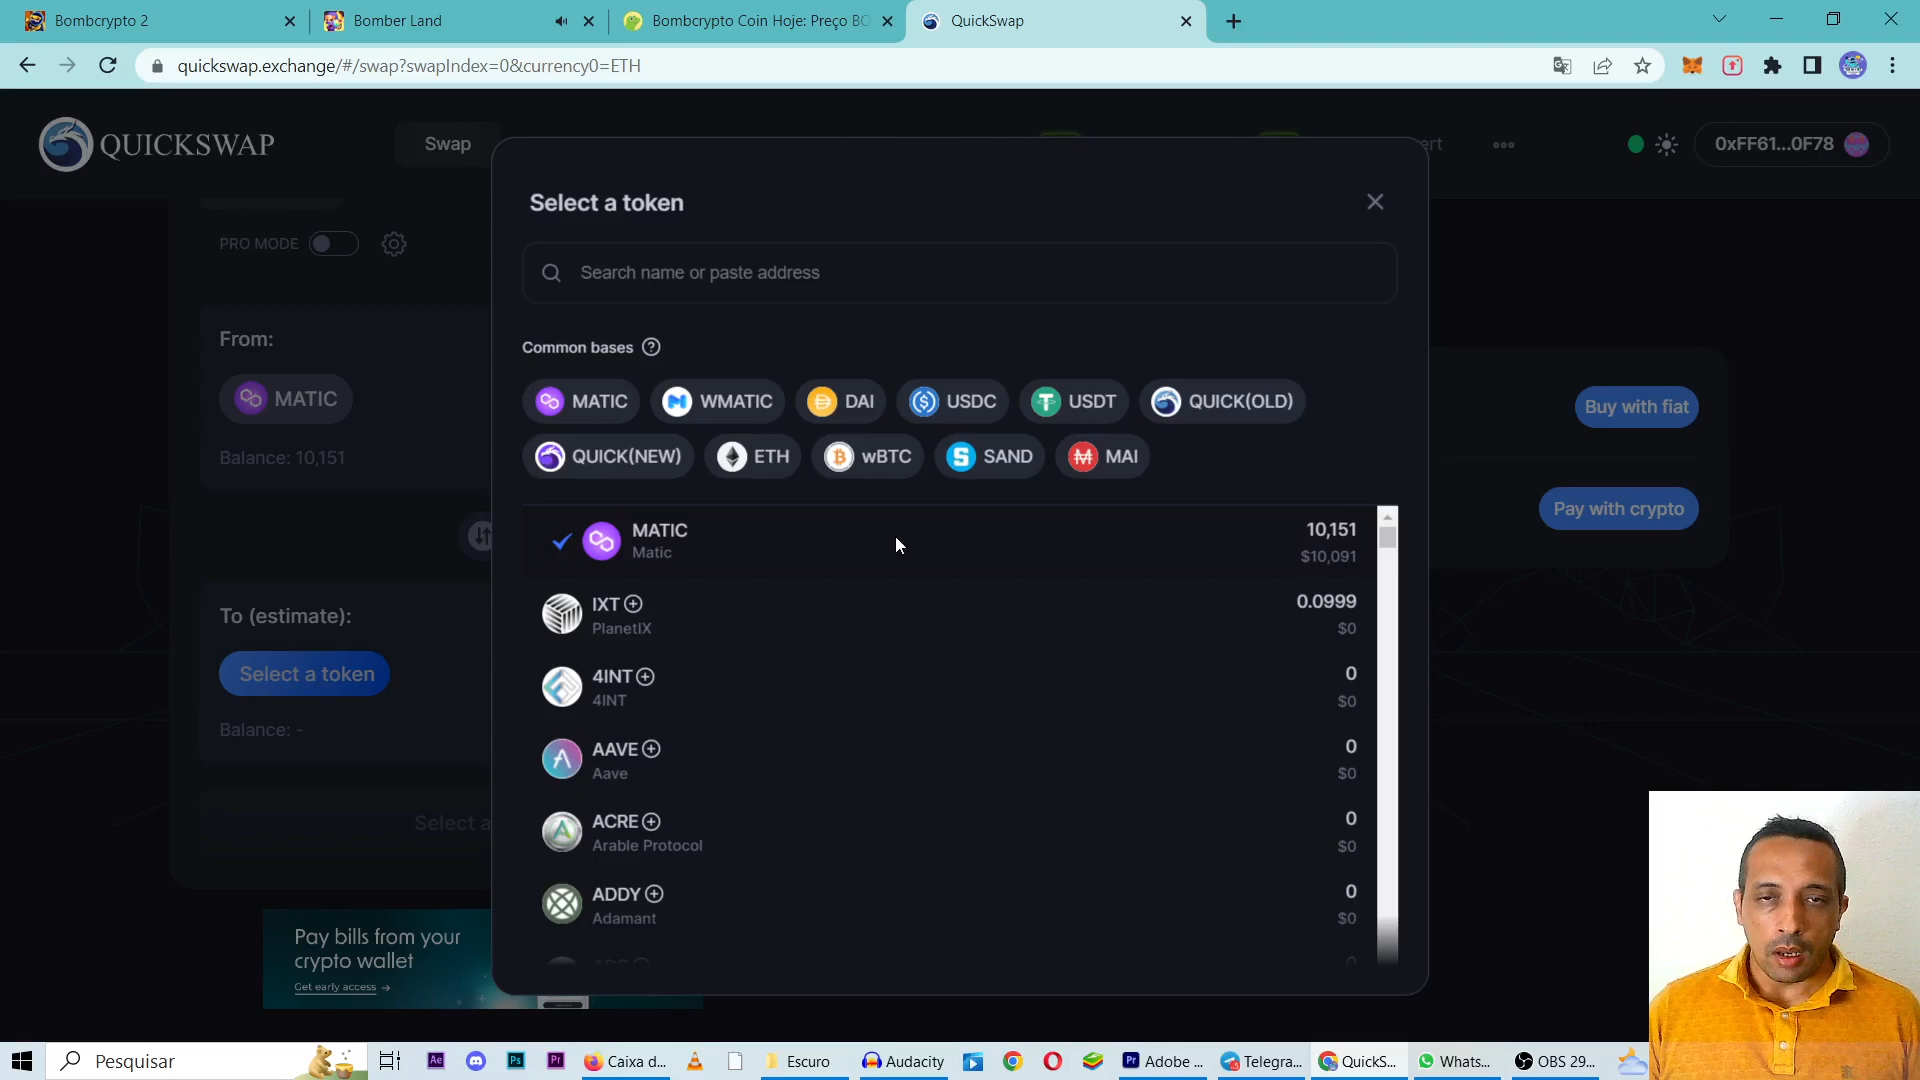 Bombcrypto 2
Bomber Land
Bombcrypto Coin Hoje: Preço BO
QuickSwap
quickswap.exchange/#/swap?swapIndex=0&currency0=ETH
QUICKSWAP
Swap
ert
0xFF61...0F78
Select a token
PRO MODE
Search name or paste address
From:
Common bases
MATIC
Balance: 10,151
MATIC
WMATIC
DAI
USDC
USDT
QUICK(OLD)
QUICK(NEW)
ETH
wBTC
SAND
MAI
Buy with fiat
Pay with crypto
MATIC
Matic
10,151
$10,091
IXT
PlanetIX
0.0999
$0
4INT
4INT
0
$0
AAVE
Aave
0
$0
ACRE
Arable Protocol
0
$0
ADDY
Adamant
0
$0
To (estimate):
Select a token
Balance: -
Select a
Pay bills from your
crypto wallet
Get early access →
Pesquisar
Caixa d...
Escuro
Audacity
Adobe ...
Telegra...
QuickS...
Whats...
OBS 29...